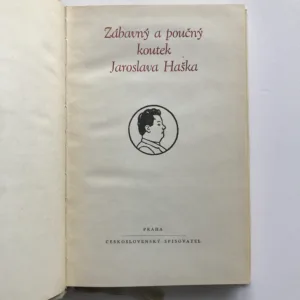 Zábavný a poučný
koutek
Jaroslava Haška
PRAHA
ČESKOSLOVENSKÝ SPISOVATEL